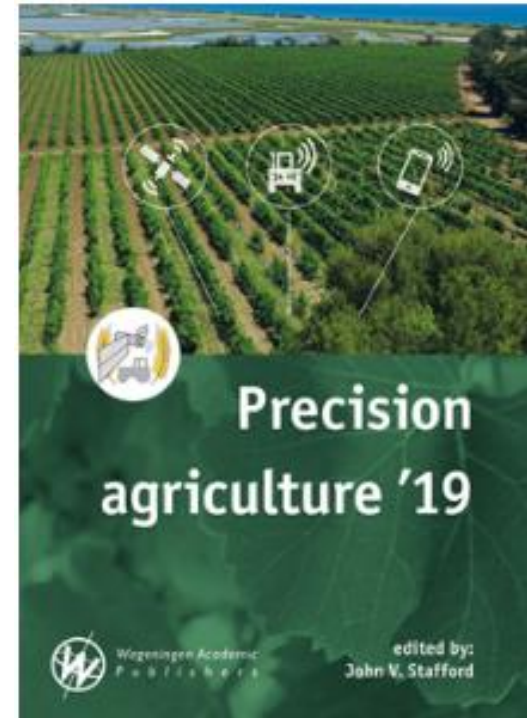 Precision
agriculture '19
Wageningen Academic
Publishers
edited by:
John V. Stafford